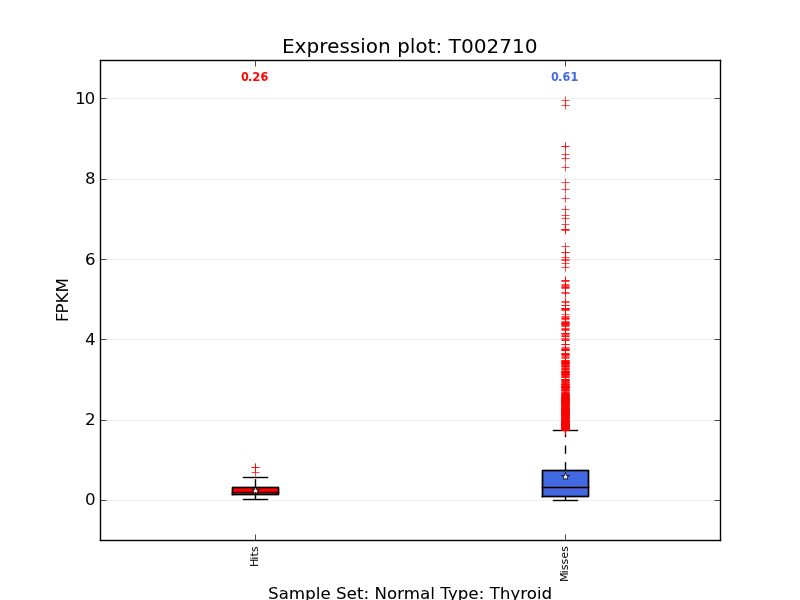 Expression plot: T002710
0.26
0.61
10
8
6
4
2
0
FPKM
Hits
Misses
Sample Set: Normal Type: Thyroid